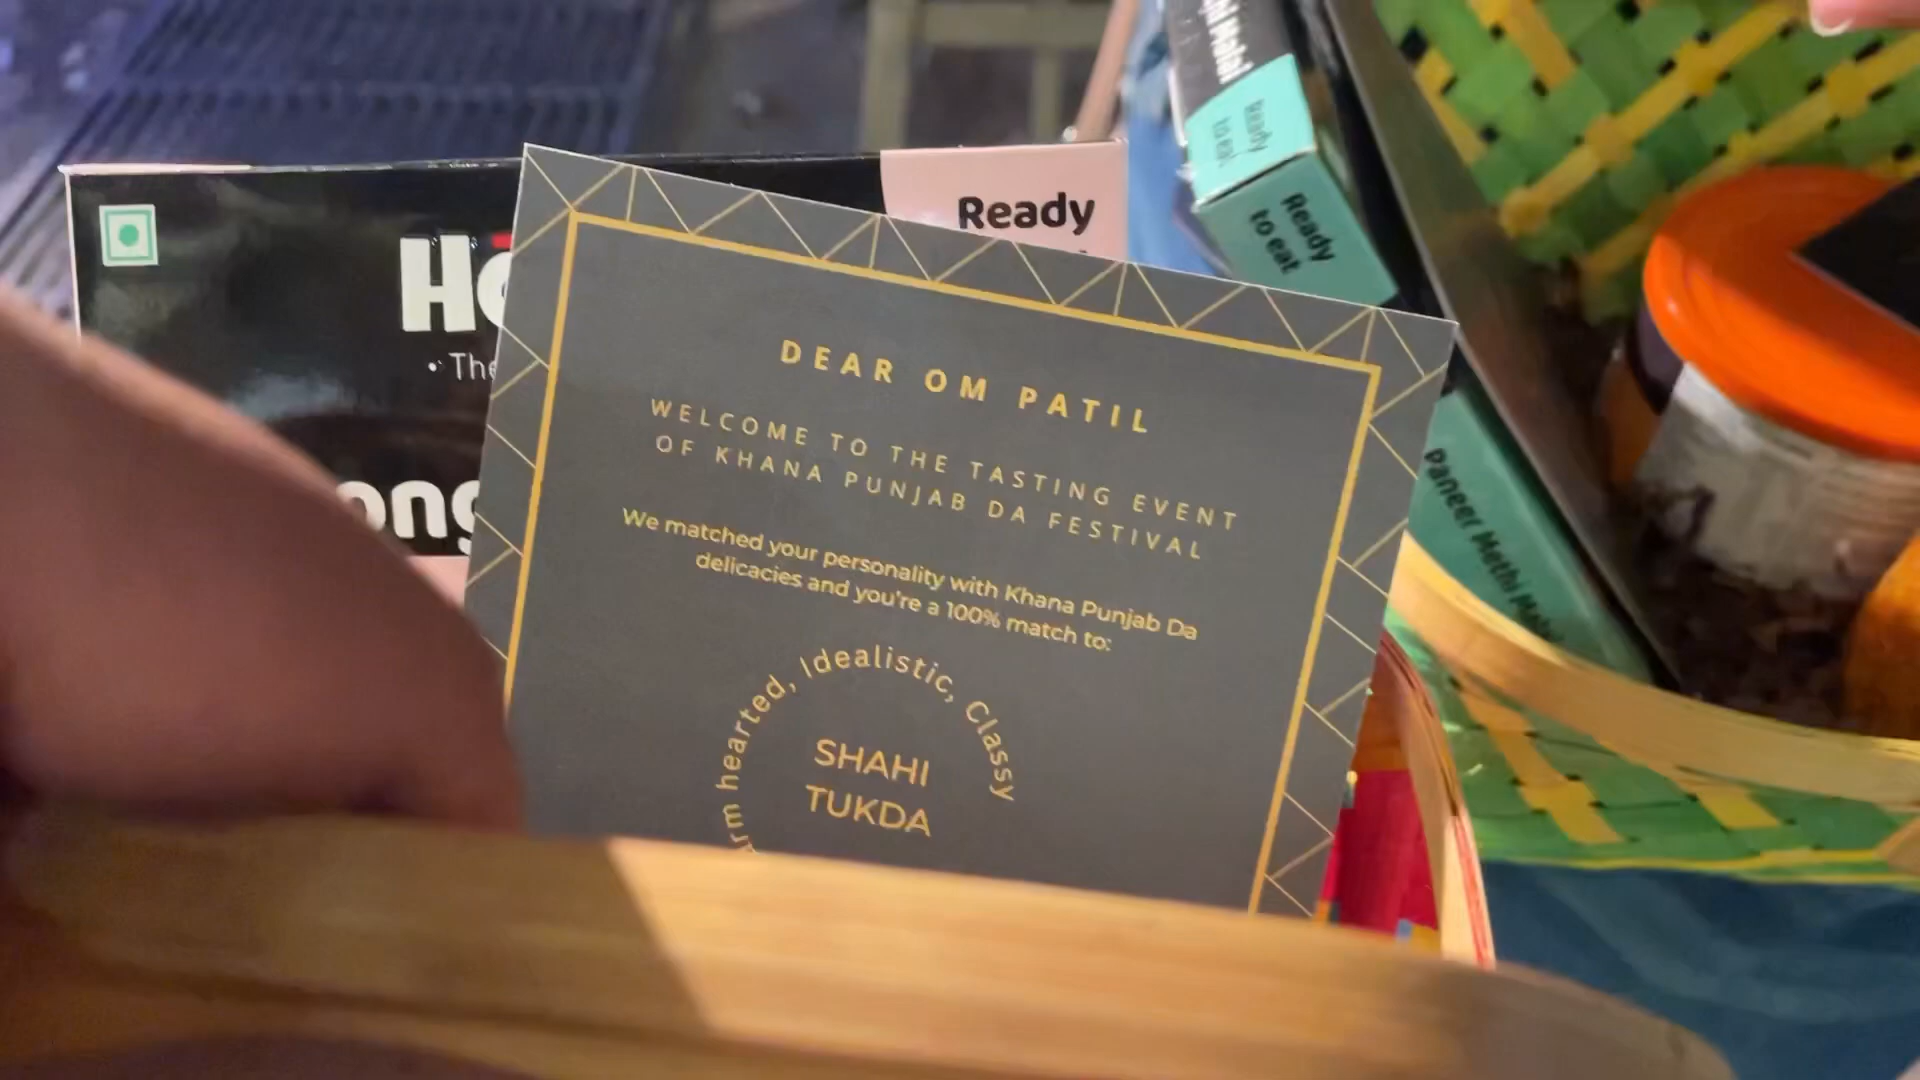 Ready
Ready
to eat
Ready
to eat
• The
DEAR OM PATIL
WELCOME TO THE TASTING EVENT
OF KHANA PUNJAB DA FESTIVAL
We matched your personality with Khana Punjab Da
delicacies and you're a 100% match to:
hearted, Idealistic, Classy
SHAHI
TUKDA
Paneer Methi